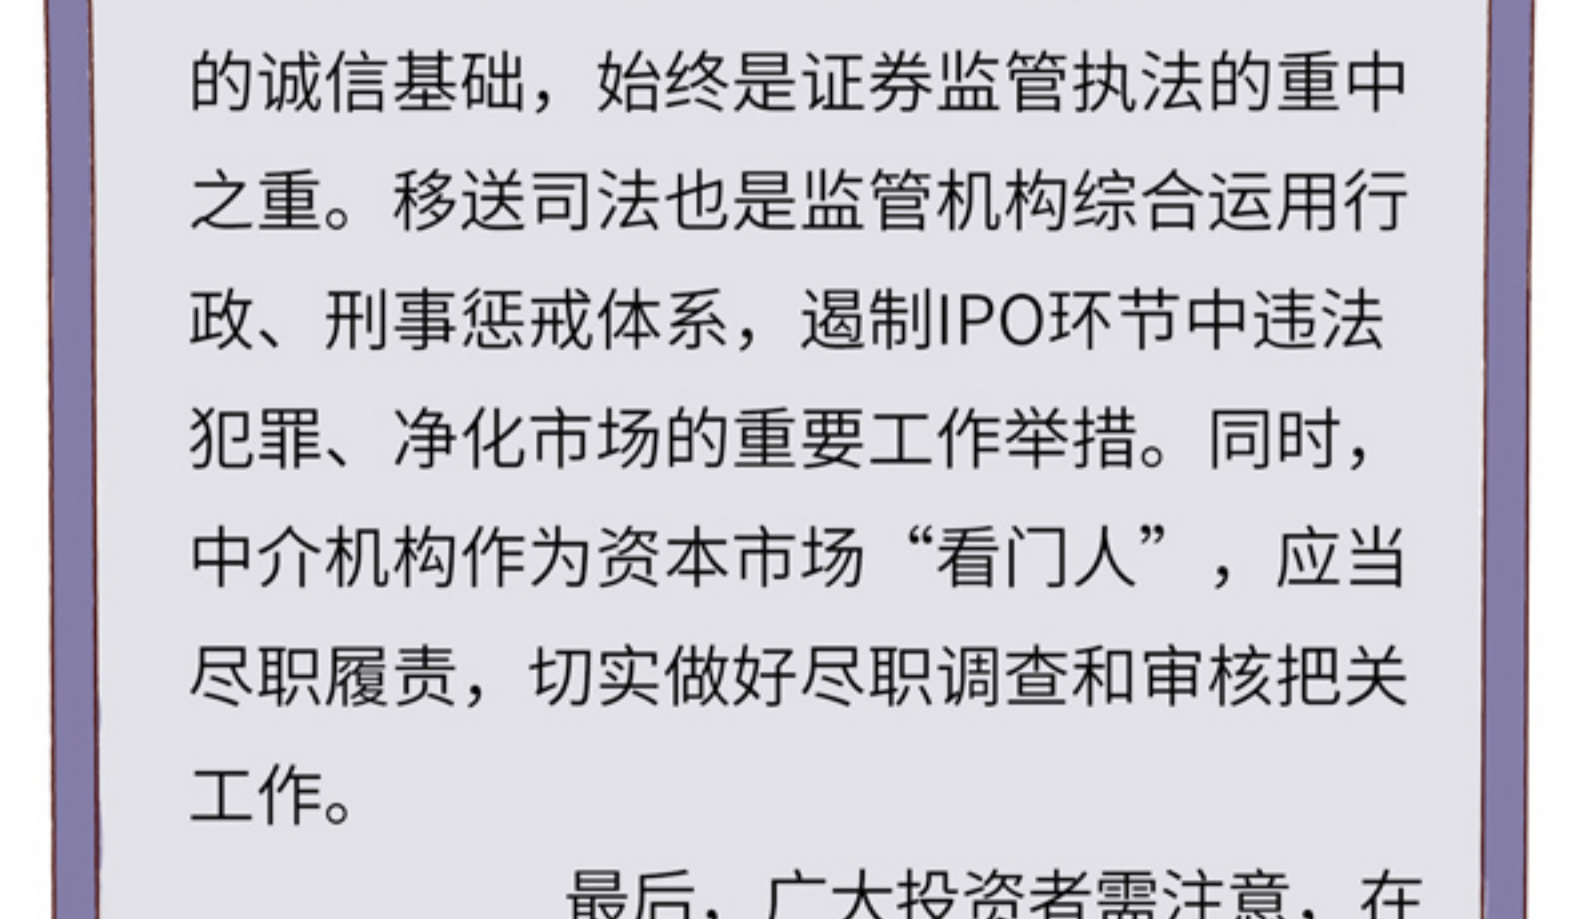 的诚信基础，始终是证券监管执法的重中
之重。移送司法也是监管机构综合运用行
政、刑事惩戒体系，遏制IPO环节中违法
犯罪、净化市场的重要工作举措。同时，
中介机构作为资本市场“看门人”，应当
尽职履责，切实做好尽职调查和审核把关
工作。
最后，广大投资者需注意，在